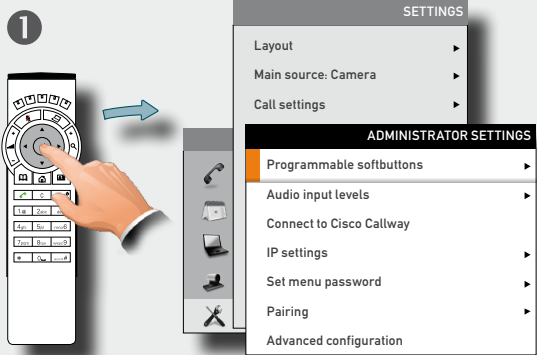 1
SETTINGS
Layout
Main source: Camera
Call settings
ADMINISTRATOR SETTINGS
Programmable softbuttons
Audio input levels
Connect to Cisco Callway
IP settings
Set menu password
Pairing
Advanced configuration
C
* 0 #